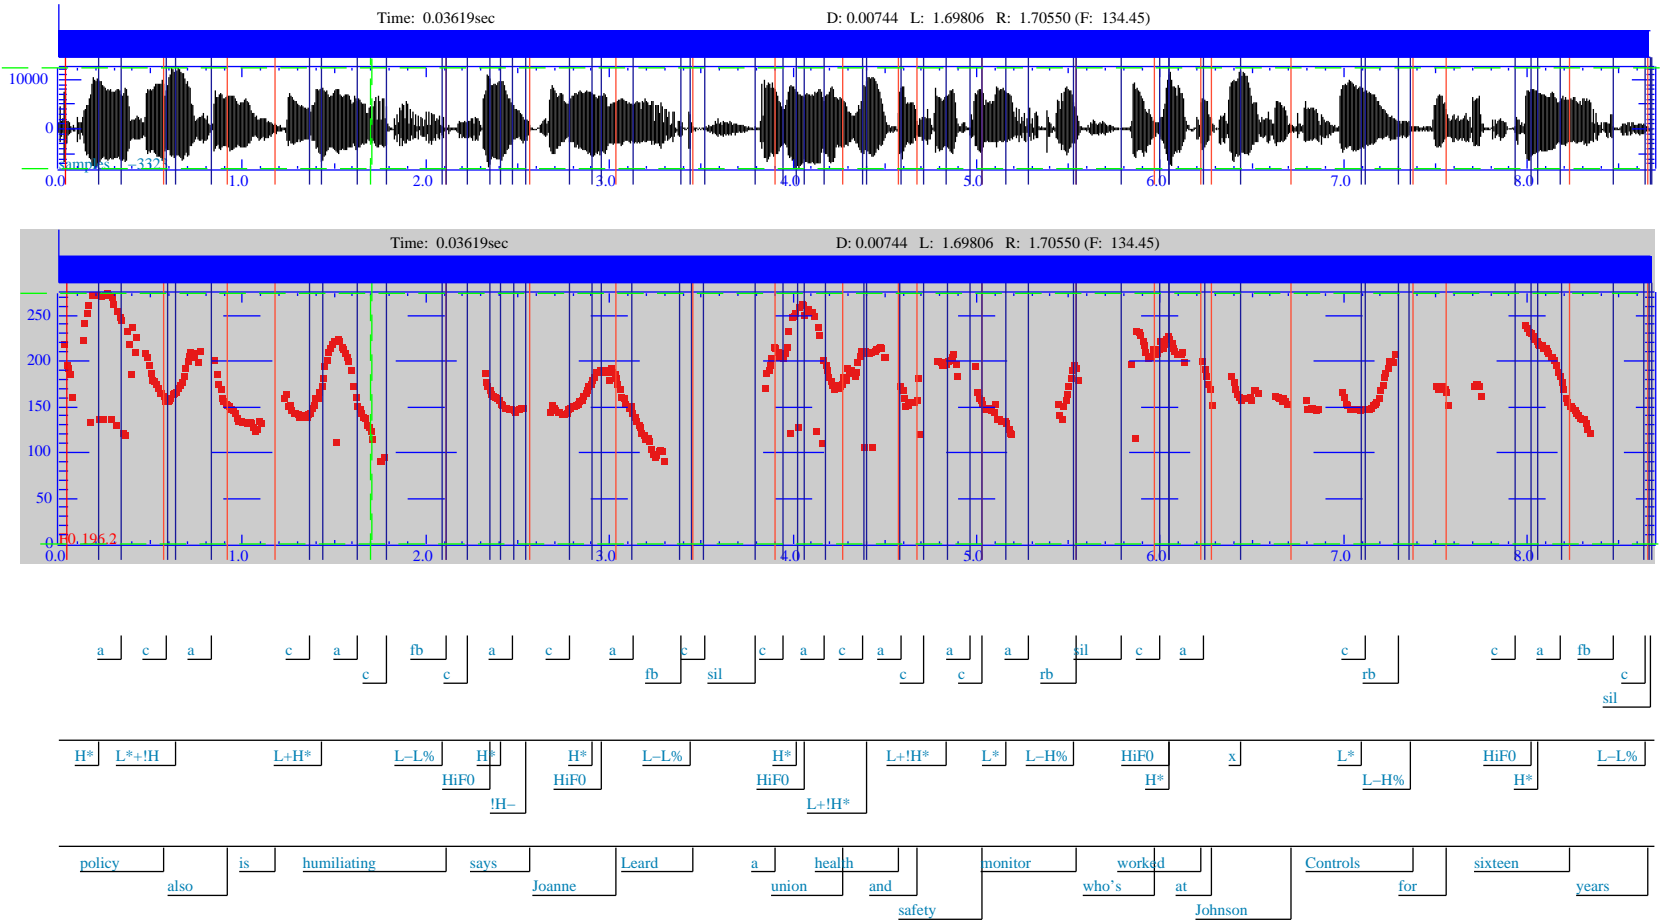 Time: 0.03619sec D: 0.00744 L: 1.69806 R: 1.70550 (F: 134.45)
10000
0
samples
0.0 1.0 2.0 3.0 4.0 5.0 6.0 7.0 8.0
Time: 0.03619sec D: 0.00744 L: 1.69806 R: 1.70550 (F: 134.45)
250
200
150
100
50
0
0.0 1.0 2.0 3.0 4.0 5.0 6.0 7.0 8.0
a c a c a fb a c a c c a c a a a sil c a c c a fb
c c fb sil c c rb rb c
sil
H* L*+!H L+H* L-L% H* H* L-L% H* L+!H* L* L-H% HiF0 x L* HiF0 L-L%
HiF0 HiF0 HiF0 H* L-H% H*
!H- L+!H*
policy is humiliating says Leard a health monitor worked Controls sixteen
also Joanne union and who's at for years
safety Johnson